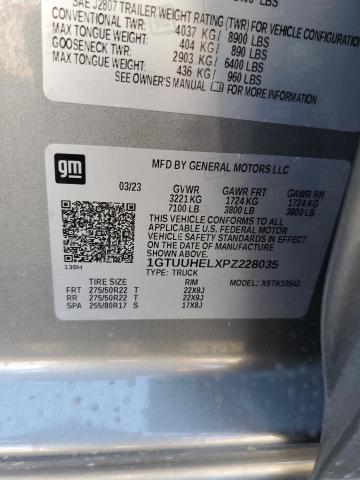 SAE J2807 TRAILER WEIGHT RATING (TWR) FOR VEHICLE CONFIGURATION
CONVENTIONAL TWR: 4037 KG/ 8900 LBS
MAX TONGUE WEIGHT: 404 KG/ 890 LBS
GOOSENECK TWR: 2903 KG/ 6400 LBS
MAX TONGUE WEIGHT: 436 KG/ 960 LBS
SEE OWNER'S MANUAL FOR MORE INFORMATION
gm
MFD BY GENERAL MOTORS LLC
03/23 GVWR GAWR FRT GAWR RR
3221 KG 1724 KG 1724 KG
7100 LB 3800 LB 3800 LB
THIS VEHICLE CONFORMS TO ALL
APPLICABLE U.S. FEDERAL MOTOR
VEHICLE SAFETY STANDARDS IN
EFFECT ON THE DATE OF
MANUFACTURE SHOWN ABOVE.
1GTUUHELXPZ228035
TYPE: TRUCK
130H
TIRE SIZE RIM MODEL:
FRT 275/50R22 T 22X9J
RR 275/50R22 T 22X9J
SPA 255/80R17 S 17X8J